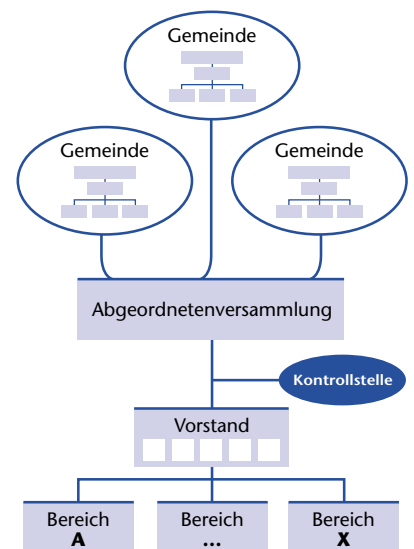 Gemeinde
Gemeinde
Gemeinde
Abgeordnetenversammlung
Kontrollstelle
Vorstand
Bereich
A
Bereich
...
Bereich
X